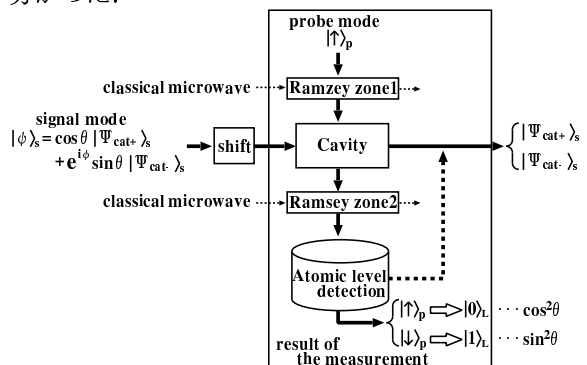 probe mode
|↑⟩p
classical microwave
Ramzey zone1
signal mode
|φ⟩s = cosθ |Ψcat+⟩s
+e^iφ sinθ |Ψcat-⟩s
shift
Cavity
|Ψcat+⟩s
|Ψcat-⟩s
classical microwave
Ramsey zone2
Atomic level
detection
|↑⟩p ⇨ |0⟩L ··· cos²θ
|↓⟩p ⇨ |1⟩L ··· sin²θ
result of
the measurement